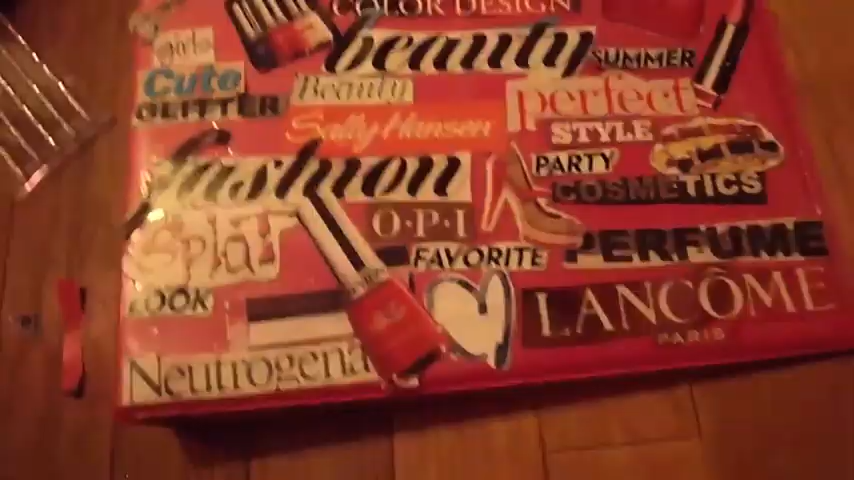 COLOR DESIGN
beauty
SUMMER
girls
Cute
GLITTER
Beauty
perfect
Sally Hansen
STYLE
PARTY
fashion
COSMETICS
O·P·I
Splat
FAVORITE
PERFUME
LOOK
LANCÔME
PARIS
Neutrogena